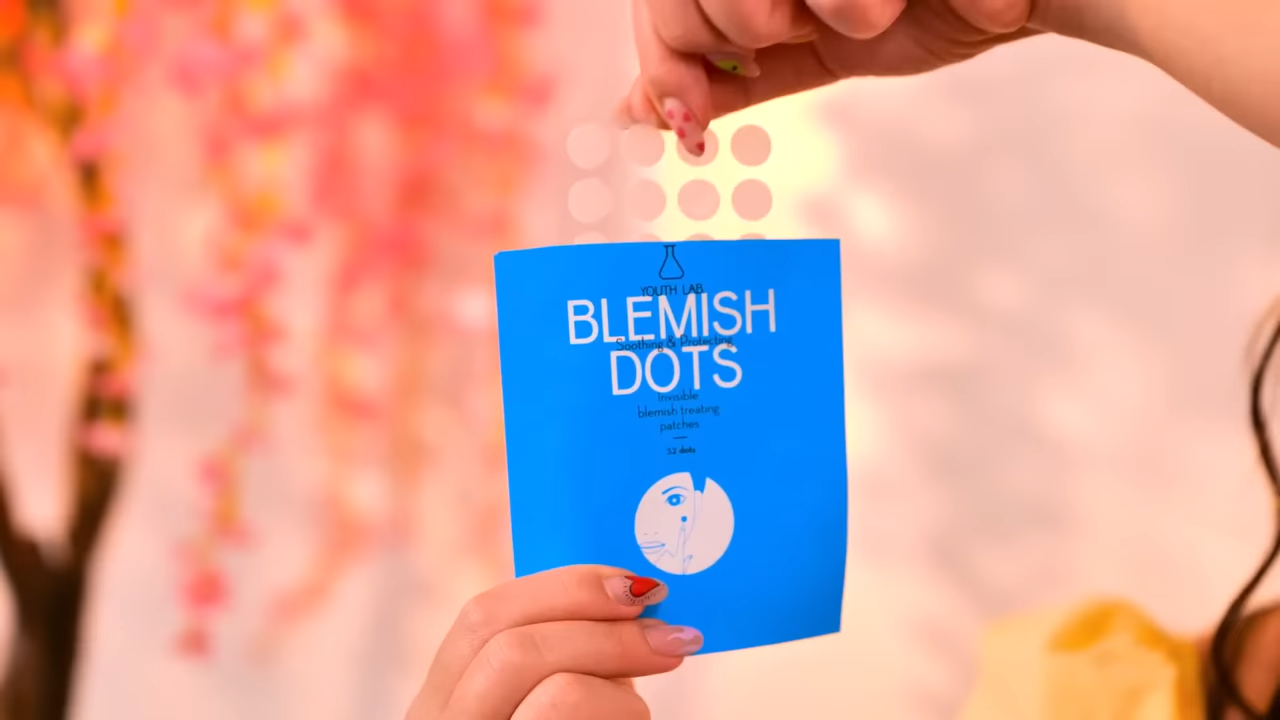 YOUTH LAB.
BLEMISH
Soothing & Protecting
DOTS
Invisible
blemish treating
patches
32 dots